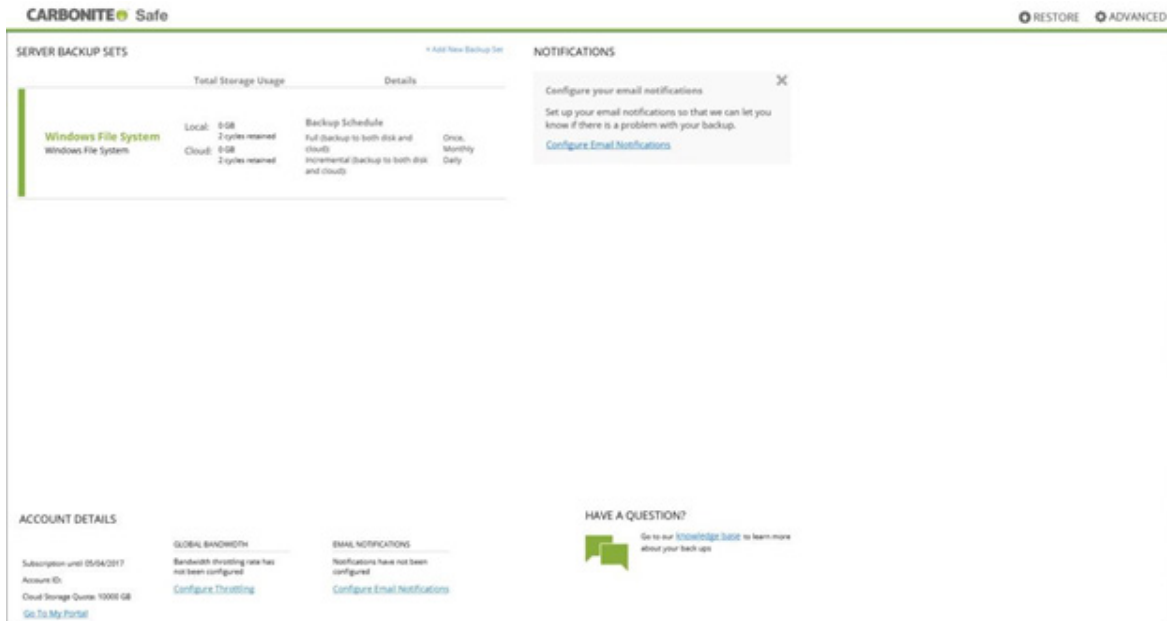 CARBONITE Safe
RESTORE ADVANCED
SERVER BACKUP SETS
+ Add New Backup Set
Total Storage Usage Details
Windows File System
Windows File System
Local: 0 GB
2 cycles retained
Cloud: 0 GB
2 cycles retained
Backup Schedule
Full (backup to both disk and
cloud):
Once,
Monthly
Incremental (backup to both disk
and cloud):
Daily
NOTIFICATIONS
Configure your email notifications
Set up your email notifications so that we can let you
know if there is a problem with your backup.
Configure Email Notifications
ACCOUNT DETAILS
Subscription until 05/04/2017
Account ID:
Cloud Storage Quota: 10000 GB
Go To My Portal
GLOBAL BANDWIDTH
Bandwidth throttling rate has
not been configured
Configure Throttling
EMAIL NOTIFICATIONS
Notifications have not been
configured
Configure Email Notifications
HAVE A QUESTION?
Go to our knowledge base to learn more
about your back ups